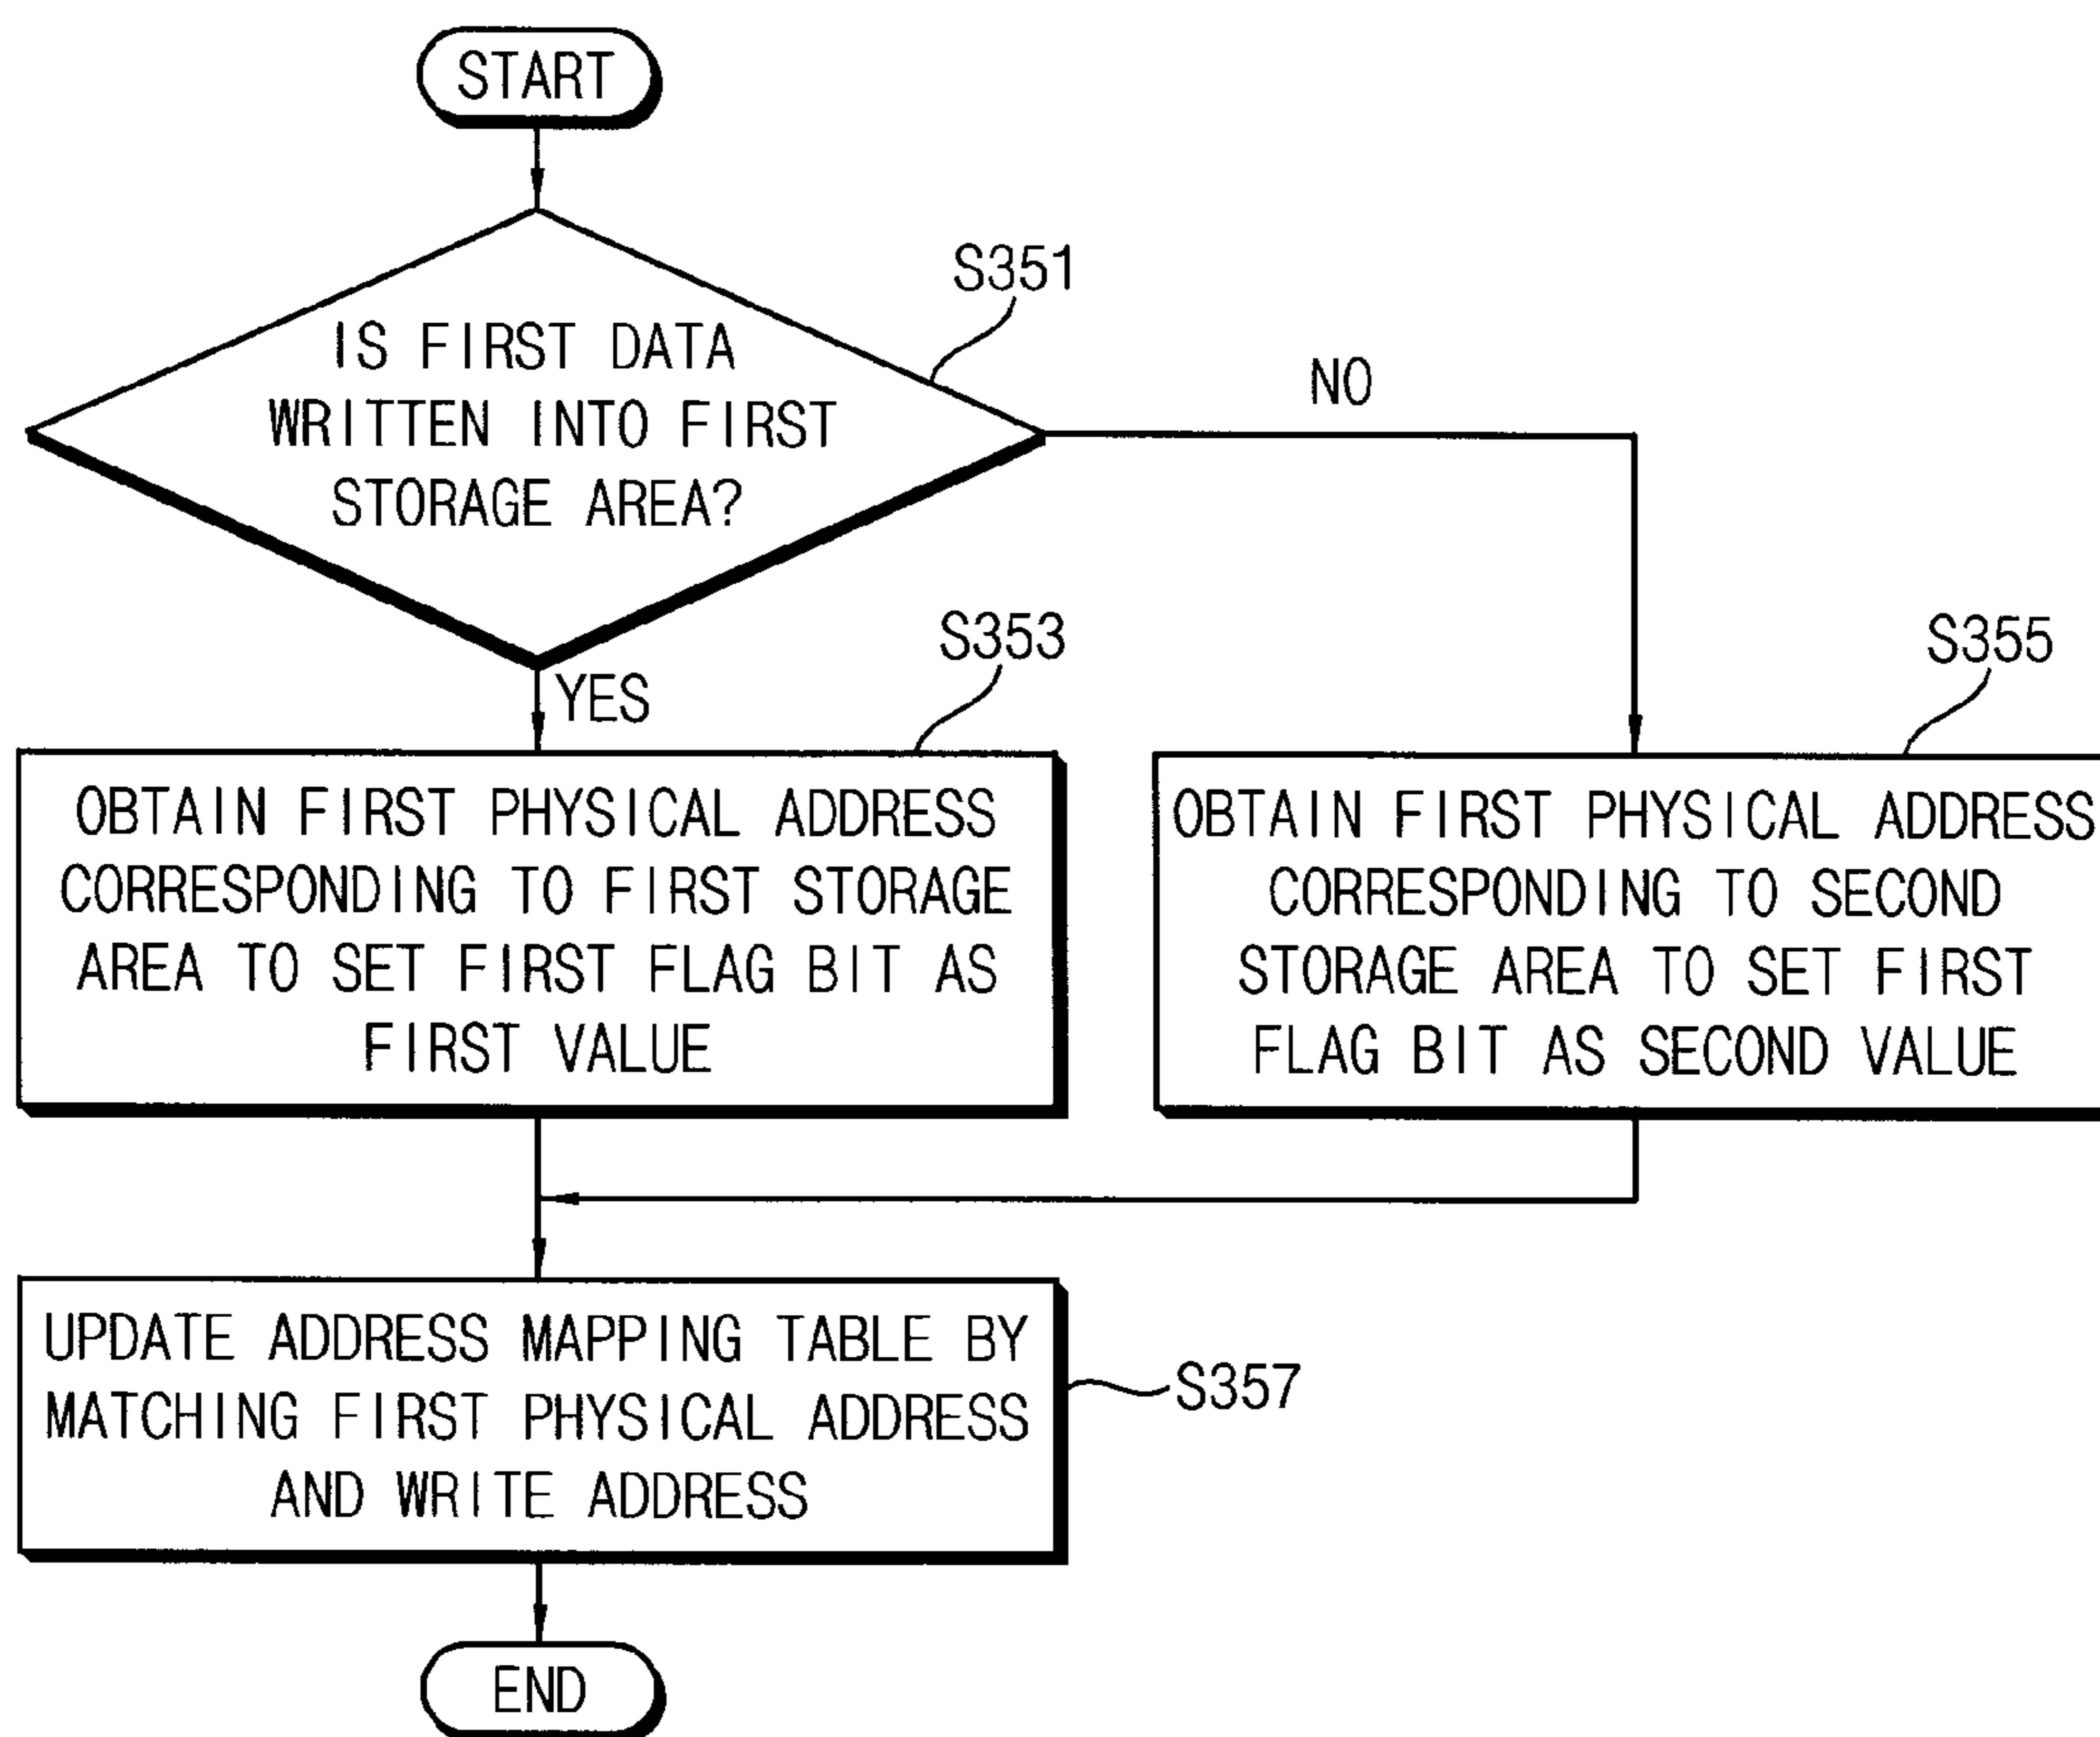 START
S351
IS FIRST DATA
WRITTEN INTO FIRST
STORAGE AREA?
NO
YES
S353
OBTAIN FIRST PHYSICAL ADDRESS
CORRESPONDING TO FIRST STORAGE
AREA TO SET FIRST FLAG BIT AS
FIRST VALUE
S355
OBTAIN FIRST PHYSICAL ADDRESS
CORRESPONDING TO SECOND
STORAGE AREA TO SET FIRST
FLAG BIT AS SECOND VALUE
UPDATE ADDRESS MAPPING TABLE BY
MATCHING FIRST PHYSICAL ADDRESS
AND WRITE ADDRESS
S357
END